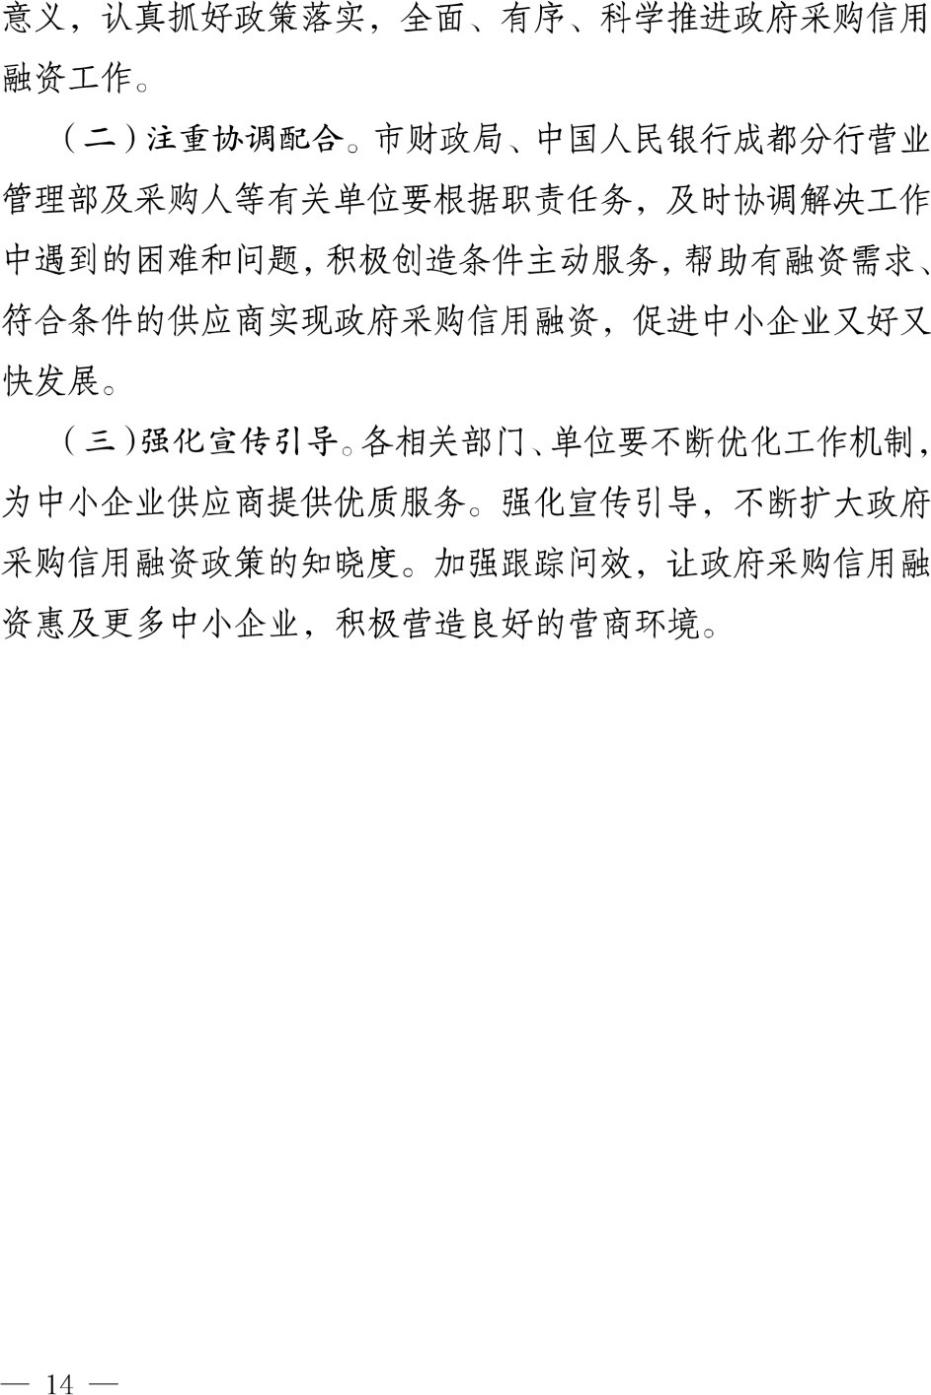 意义，认真抓好政策落实，全面、有序、科学推进政府采购信用
融资工作。
（二）注重协调配合。市财政局、中国人民银行成都分行营业
管理部及采购人等有关单位要根据职责任务，及时协调解决工作
中遇到的困难和问题，积极创造条件主动服务，帮助有融资需求、
符合条件的供应商实现政府采购信用融资，促进中小企业又好又
快发展。
（三）强化宣传引导。各相关部门、单位要不断优化工作机制，
为中小企业供应商提供优质服务。强化宣传引导，不断扩大政府
采购信用融资政策的知晓度。加强跟踪问效，让政府采购信用融
资惠及更多中小企业，积极营造良好的营商环境。
— 14 —